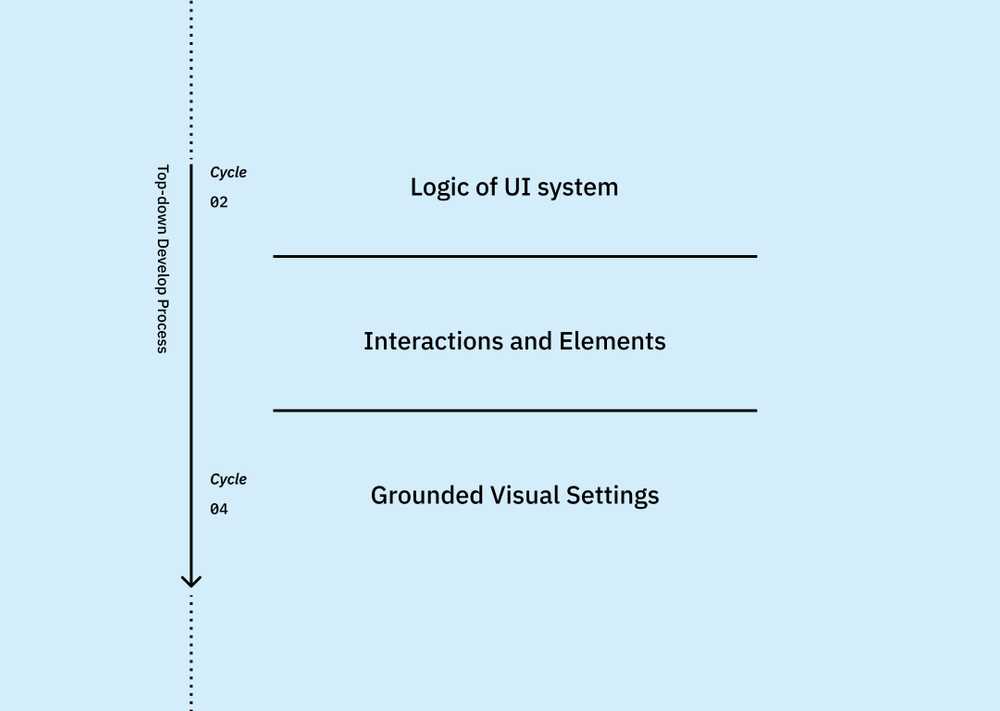 Top-down Develop Process
Cycle
02
Logic of UI system
Interactions and Elements
Cycle
04
Grounded Visual Settings